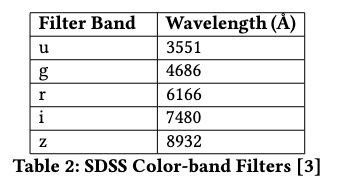 Filter Band Wavelength (Å)
u 3551
g 4686
r 6166
i 7480
z 8932
Table 2: SDSS Color-band Filters [3]